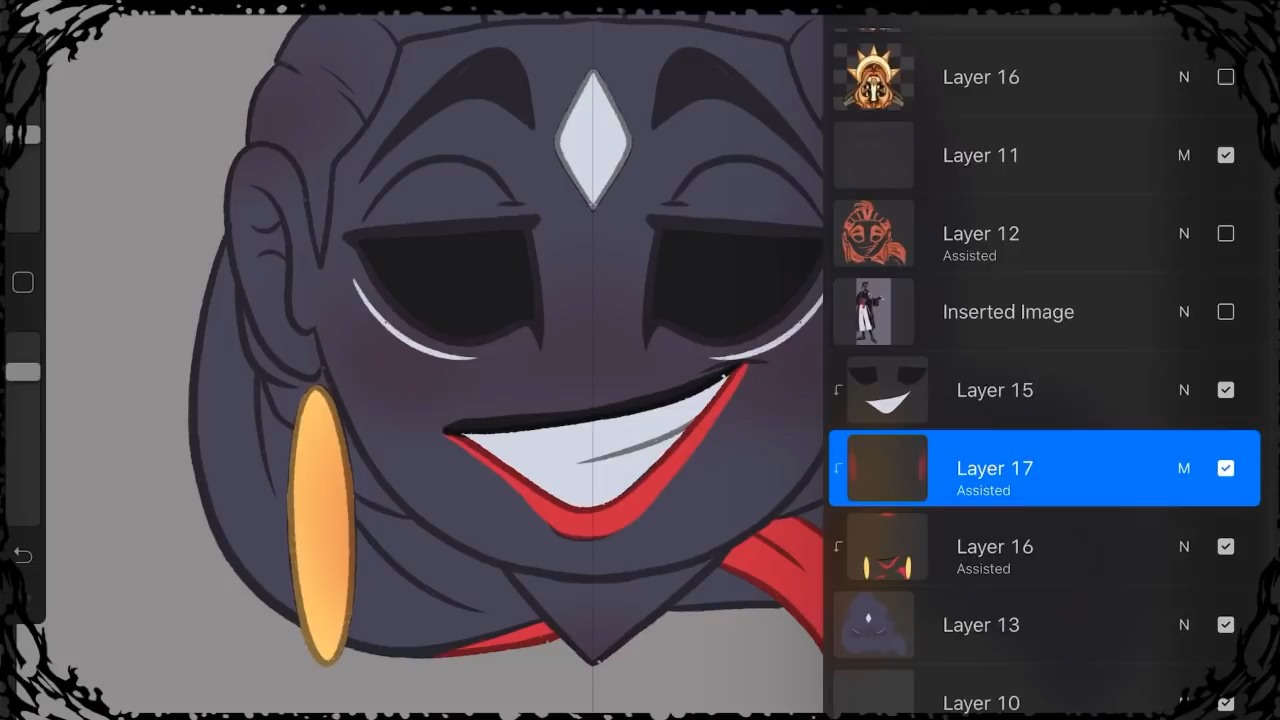 Layer 16 N
Layer 11 M
Layer 12 N
Assisted
Inserted Image N
Layer 15 N
Layer 17 M
Assisted
Layer 16 N
Assisted
Layer 13 N
Layer 10